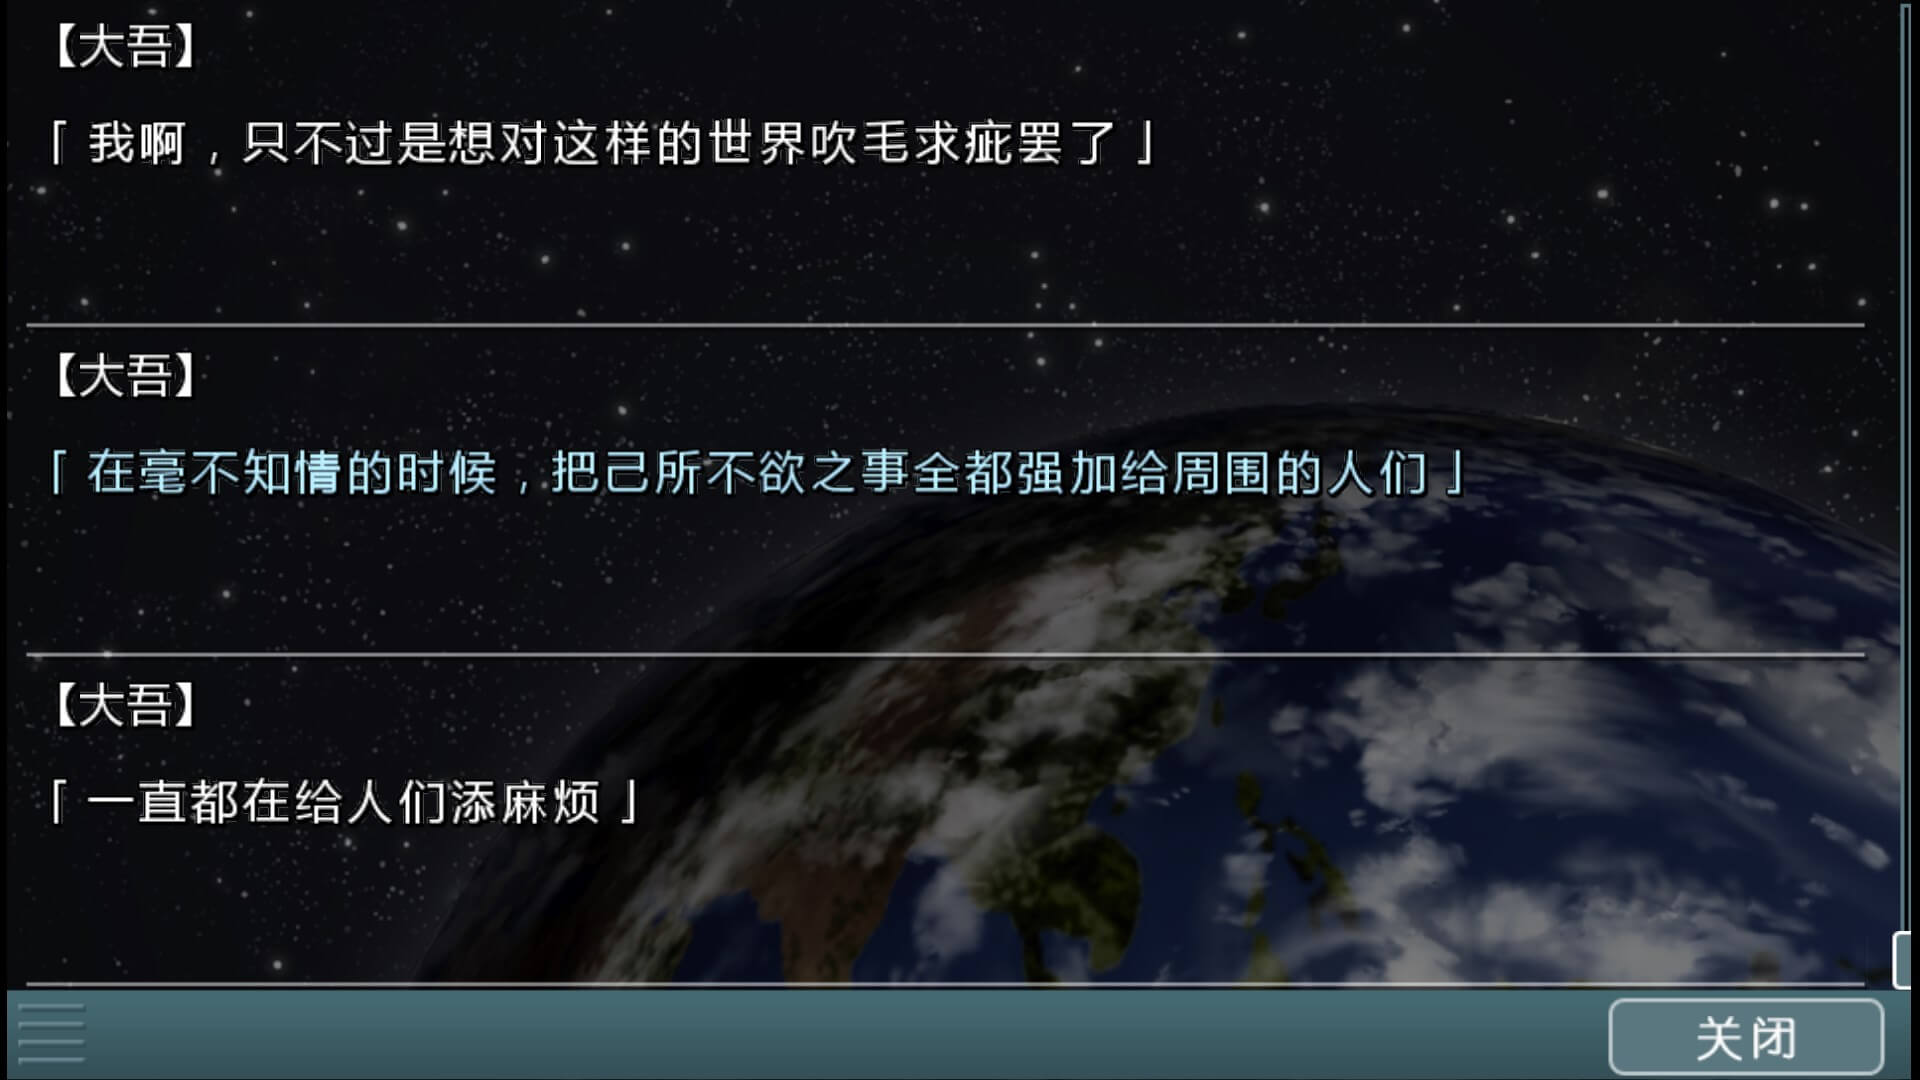 【大吾】
「我啊，只不过是想对这样的世界吹毛求疵罢了」
【大吾】
「在毫不知情的时候，把己所不欲之事全都强加给周围的人们」
【大吾】
「一直都在给人们添麻烦」
关闭